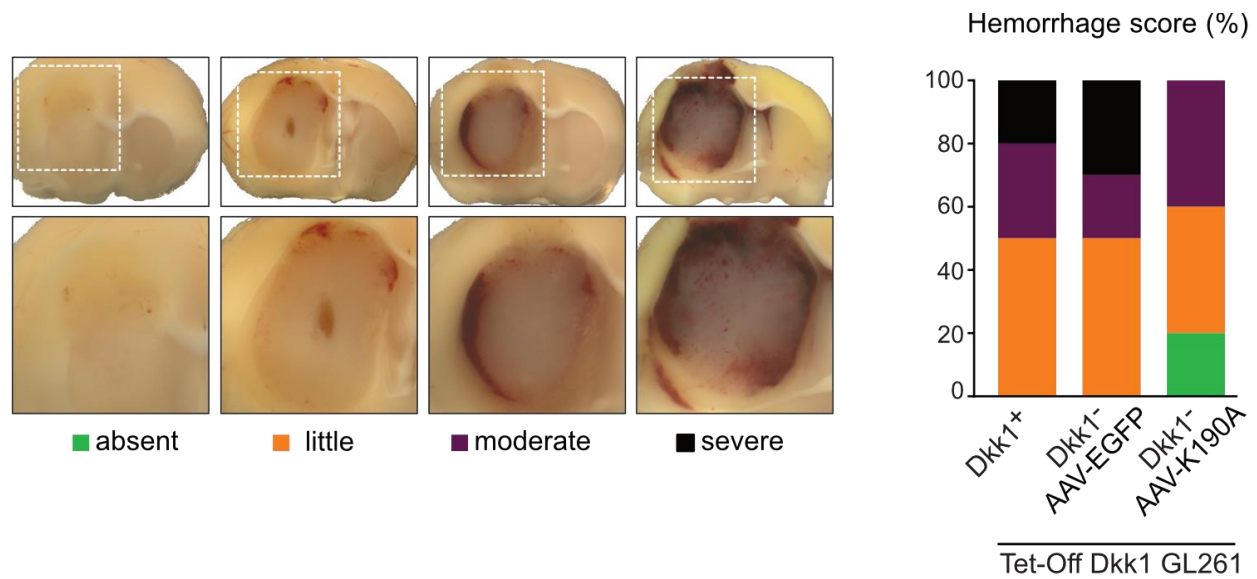 Hemorrhage score (%)
100
80
60
40
20
0
Dkk1+
Dkk1-
AAV-EGFP
Dkk1-
AAV-K190A
Tet-Off Dkk1 GL261
absent
little
moderate
severe